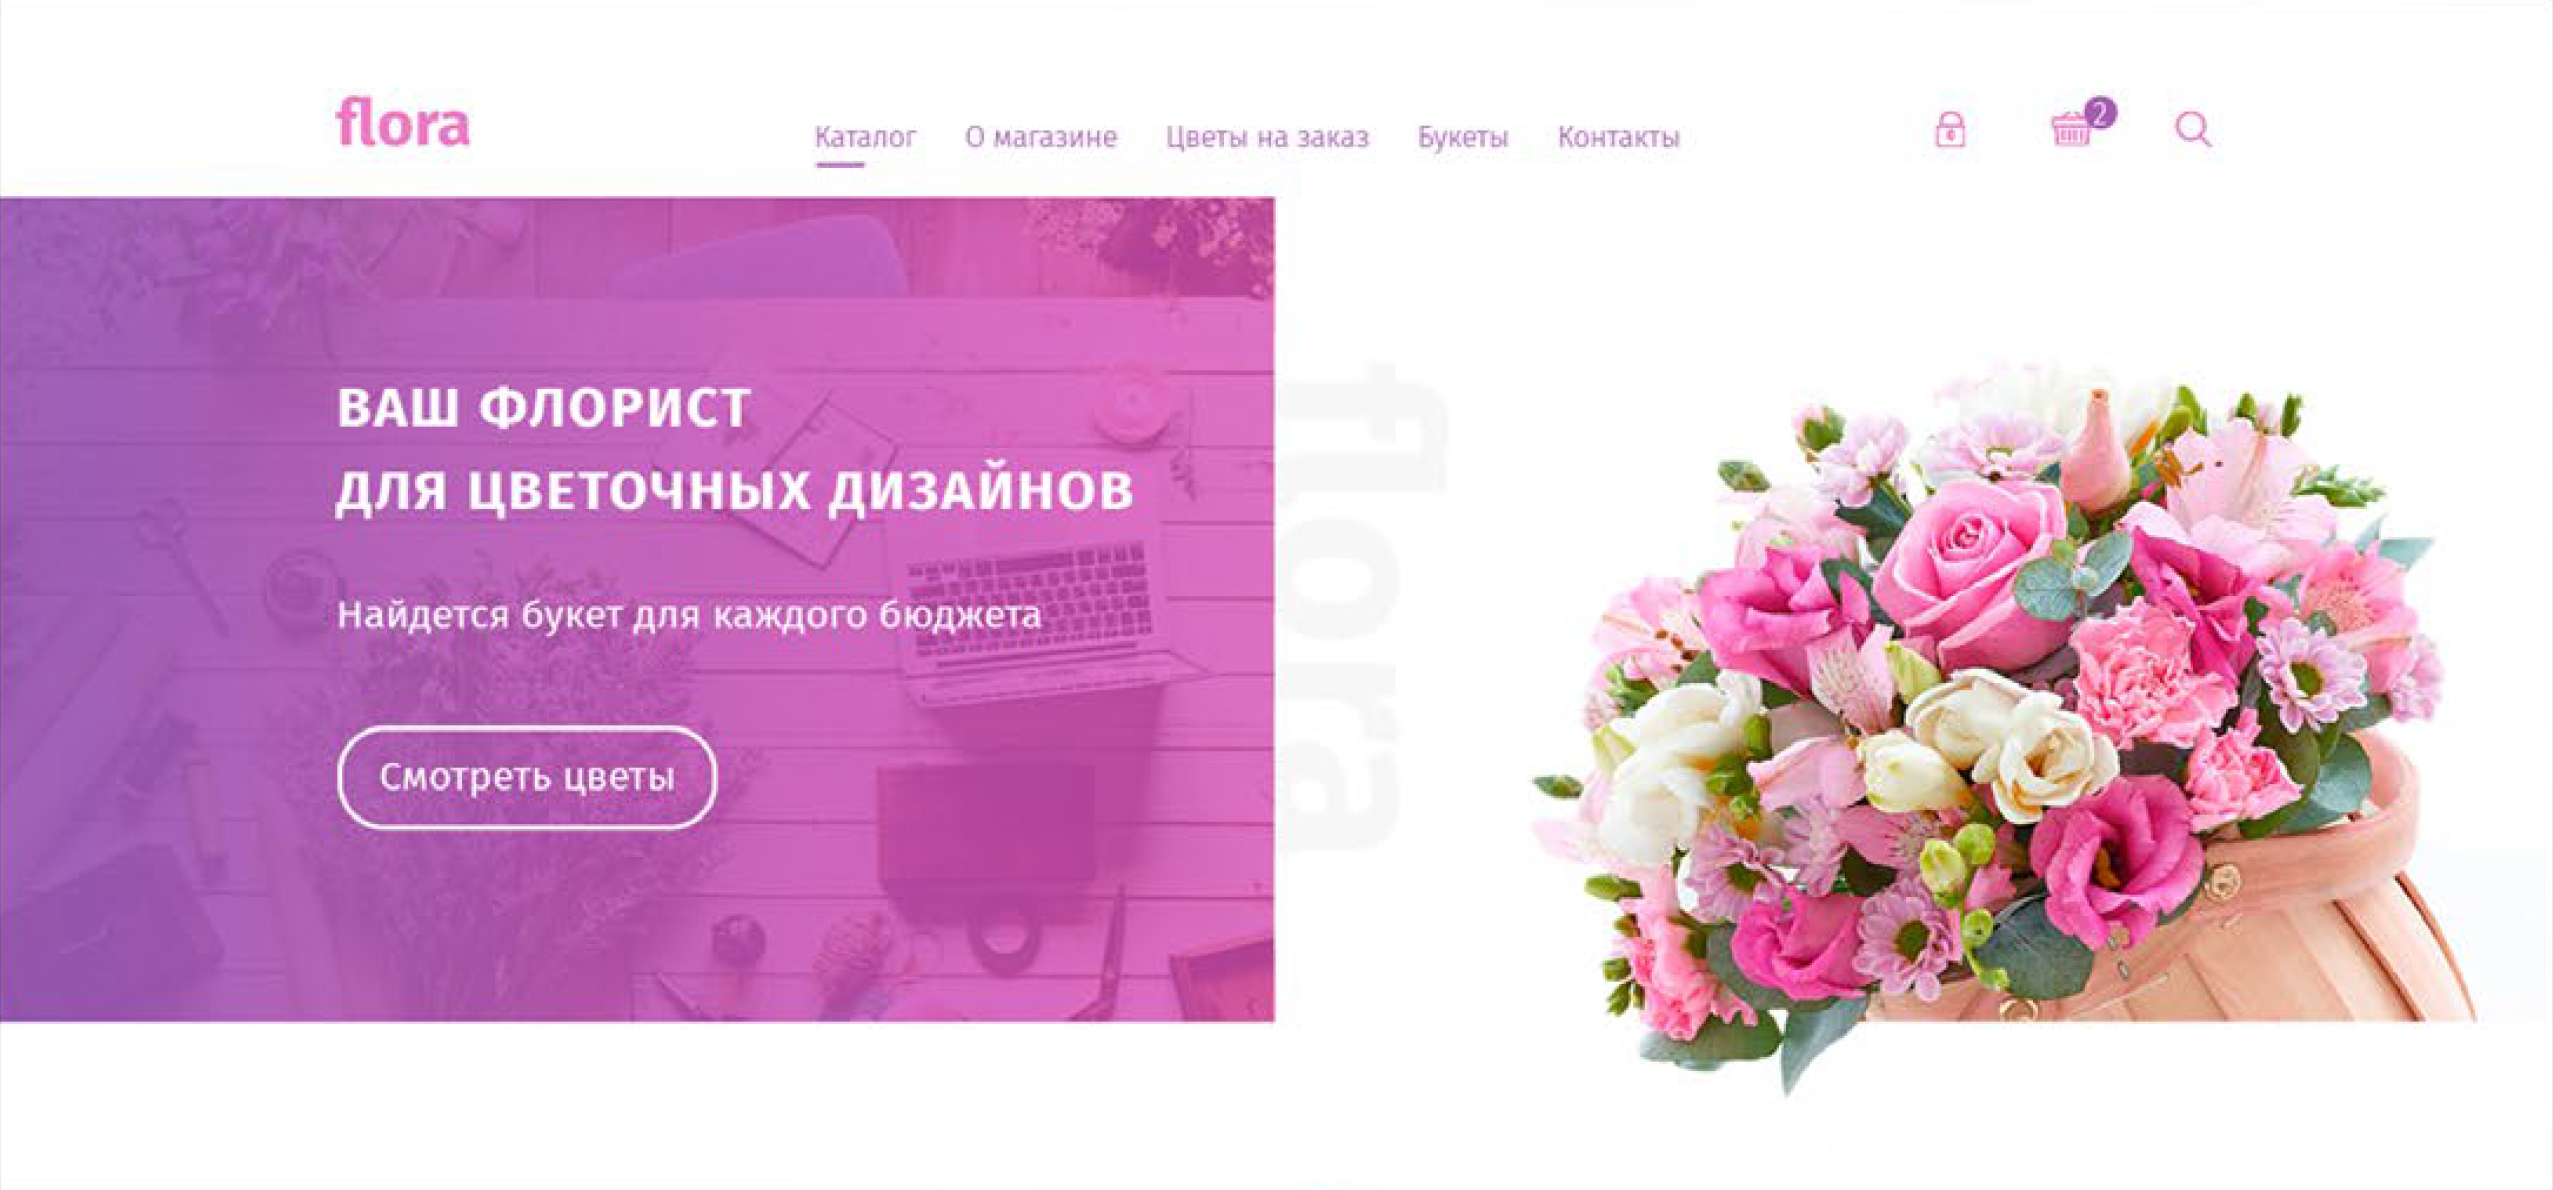 flora
Каталог О магазине Цветы на заказ Букеты Контакты
2
ВАШ ФЛОРИСТ
ДЛЯ ЦВЕТОЧНЫХ ДИЗАЙНОВ
Найдется букет для каждого бюджета
Смотреть цветы
flora